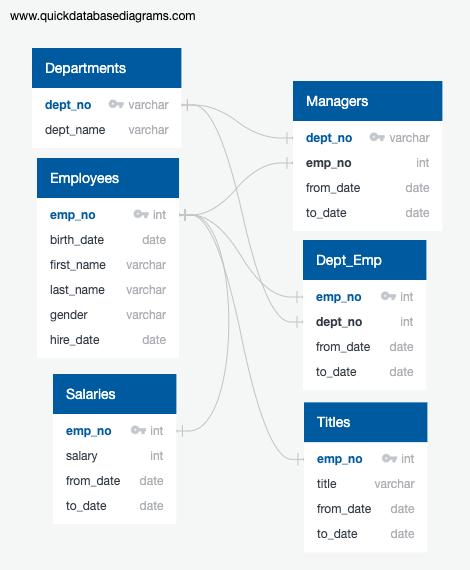 www.quickdatabasediagrams.com
Departments
dept_no varchar
dept_name varchar
Employees
emp_no int
birth_date date
first_name varchar
last_name varchar
gender varchar
hire_date date
Salaries
emp_no int
salary int
from_date date
to_date date
Managers
dept_no varchar
emp_no int
from_date date
to_date date
Dept_Emp
emp_no int
dept_no int
from_date date
to_date date
Titles
emp_no int
title varchar
from_date date
to_date date